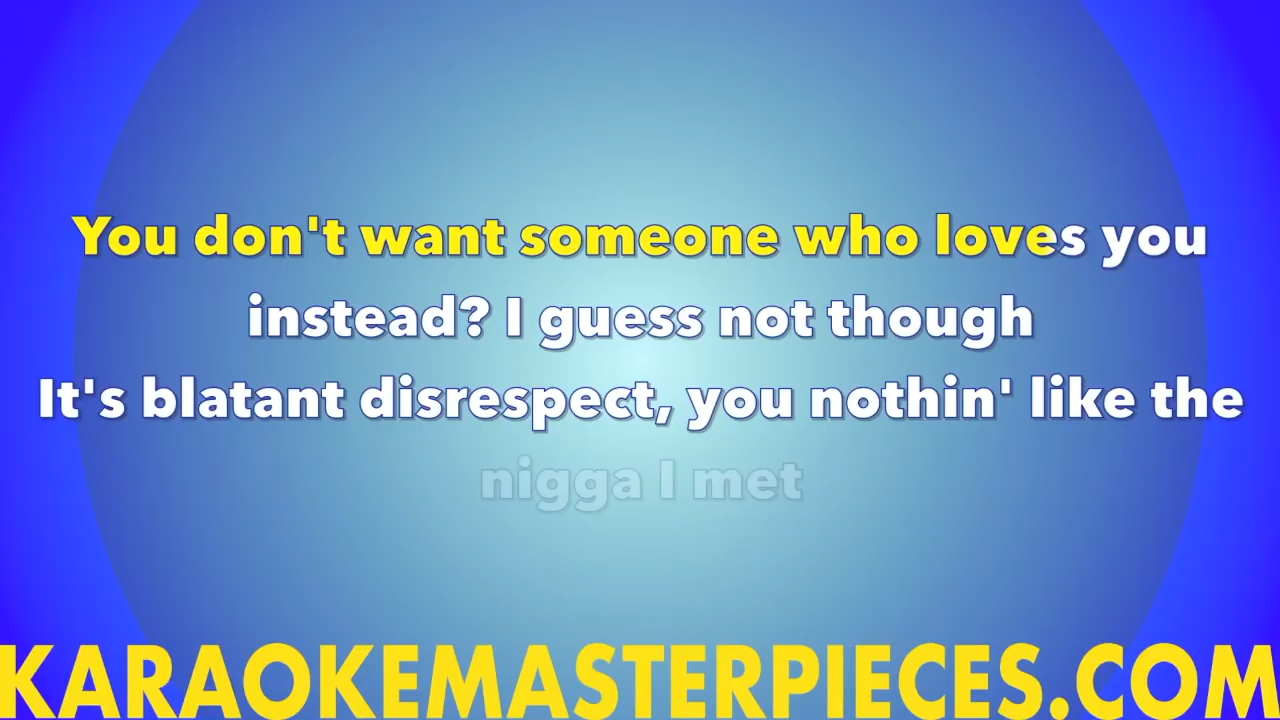 You don't want someone who loves you
instead? I guess not though
It's blatant disrespect, you nothin' like the
nigga I met
KARAOKEMASTERPIECES.COM